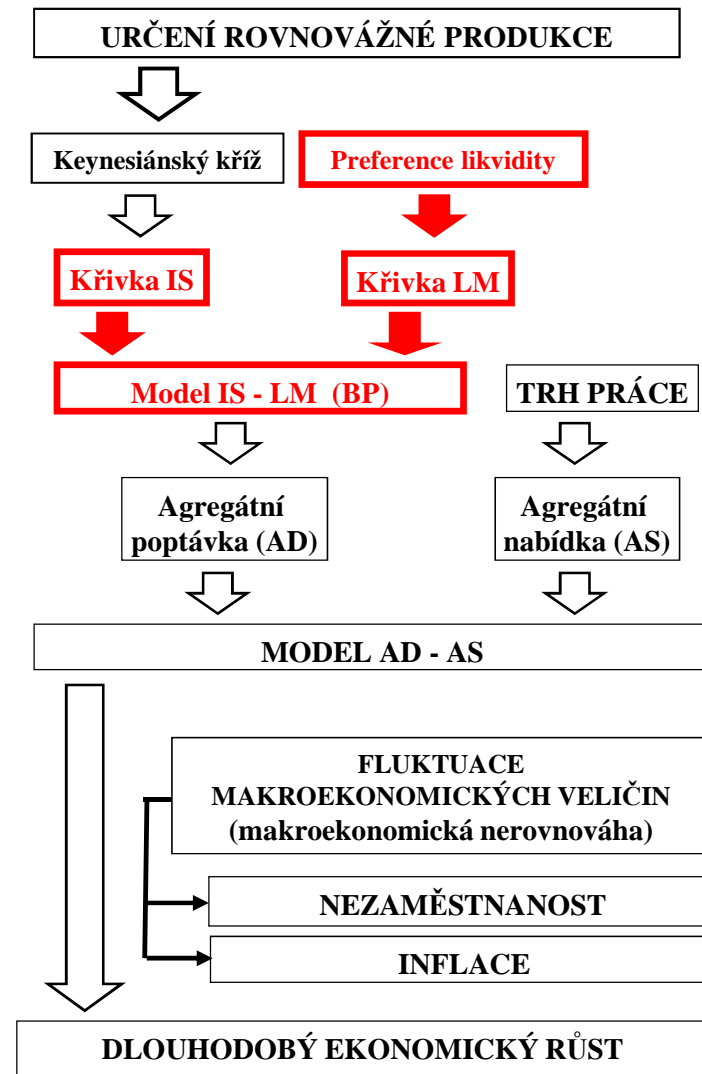 URČENÍ ROVNOVÁŽNÉ PRODUKCE
Keynesiánský kříž
Preference likvidity
Křivka IS
Křivka LM
Model IS - LM (BP)
TRH PRÁCE
Agregátní
poptávka (AD)
Agregátní
nabídka (AS)
MODEL AD - AS
FLUKTUACE
MAKROEKONOMICKÝCH VELIČIN
(makroekonomická nerovnováha)
NEZAMĚSTNANOST
INFLACE
DLOUHODOBÝ EKONOMICKÝ RŮST